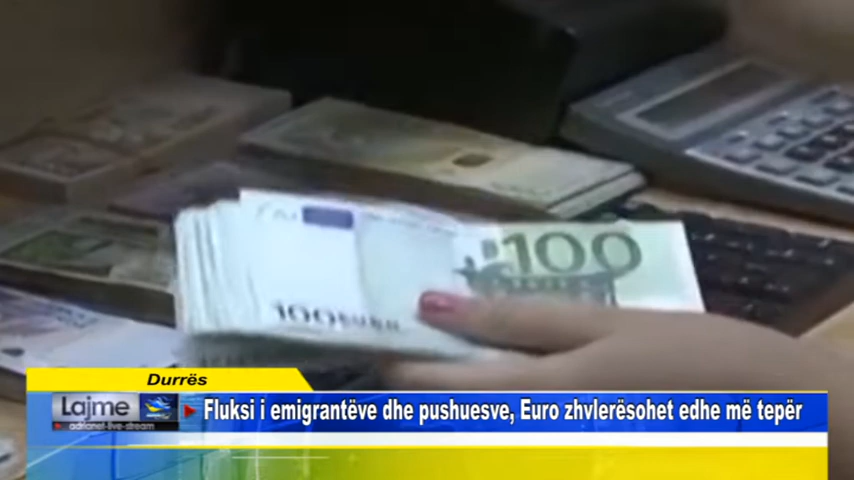 100
100 EURO
Durrës
Lajme
adrianet-live-stream
Fluksi i emigrantëve dhe pushuesve, Euro zhvlerësohet edhe më tepër